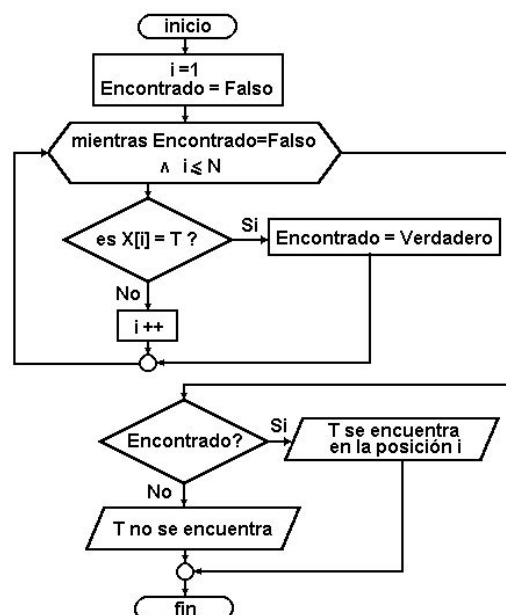 inicio
i =1
Encontrado = Falso
mientras Encontrado=Falso
∧ i ⩽ N
es X[i] = T ?
Si
Encontrado = Verdadero
No
i ++
Encontrado?
Si
T se encuentra
en la posición i
No
T no se encuentra
fin